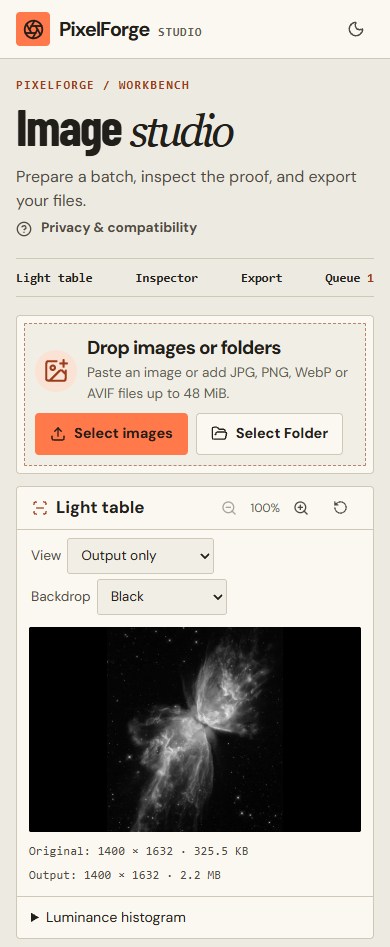 PixelForge STUDIO
PIXELFORGE / WORKBENCH
Image studio
Prepare a batch, inspect the proof, and export
your files.
Privacy & compatibility
Light table Inspector Export Queue 1
Drop images or folders
Paste an image or add JPG, PNG, WebP or
AVIF files up to 48 MiB.
Select images Select Folder
Light table 100%
View Output only
Backdrop Black
Original: 1400 × 1632 · 325.5 KB
Output: 1400 × 1632 · 2.2 MB
Luminance histogram